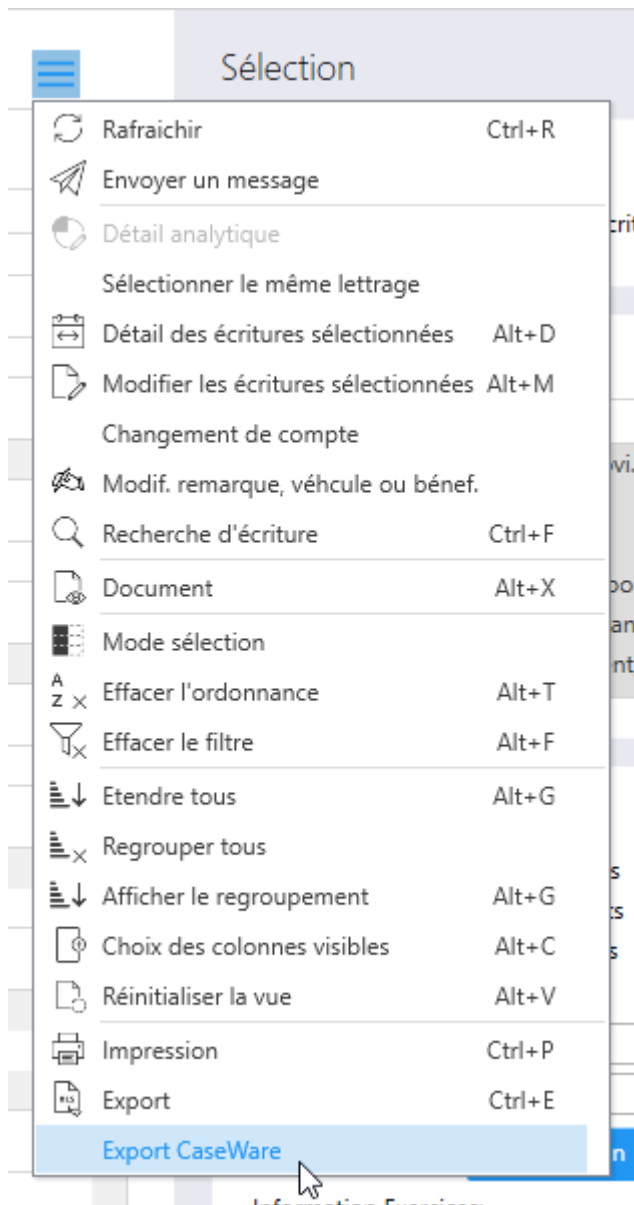 Sélection
Rafraichir Ctrl+R
Envoyer un message
Détail analytique
Sélectionner le même lettrage
Détail des écritures sélectionnées Alt+D
Modifier les écritures sélectionnées Alt+M
Changement de compte
Modif. remarque, véhcule ou bénef.
Recherche d'écriture Ctrl+F
Document Alt+X
Mode sélection
Effacer l'ordonnance Alt+T
Effacer le filtre Alt+F
Etendre tous Alt+G
Regrouper tous
Afficher le regroupement Alt+G
Choix des colonnes visibles Alt+C
Réinitialiser la vue Alt+V
Impression Ctrl+P
Export Ctrl+E
Export CaseWare